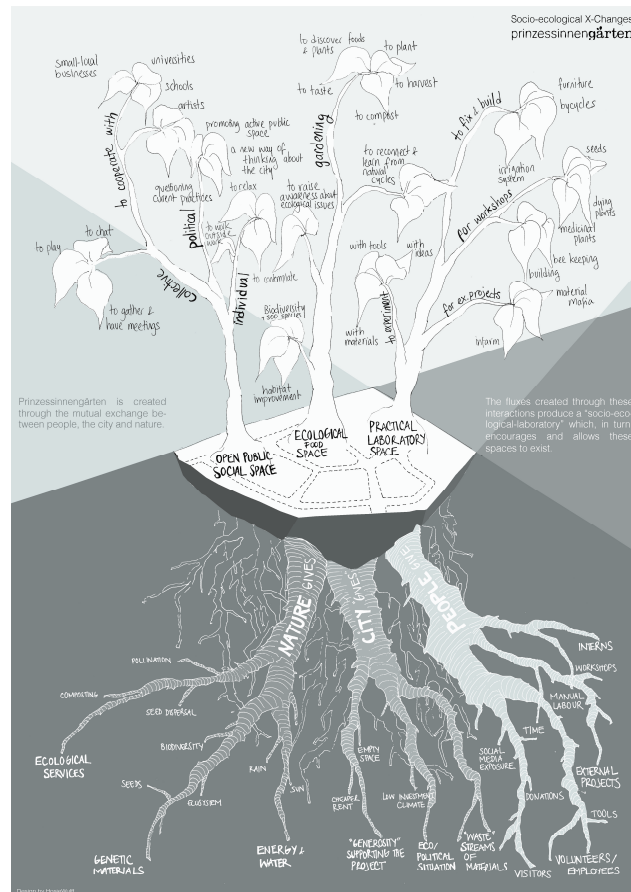 Socio-ecological X-Changes
prinzessinnengärten
small-local
businesses
universities
schools
artists
to cooperate with
promoting active public
space
a new way of
thinking about
the city
questioning
current practices
political
to chat
to play
to gather &
have meetings
collective
to relax
to work
outside
work
to contemplate
individual
to discover foods
& plants
to plant
to taste
to harvest
to compost
gardening
to reconnect &
learn from
natural
cycles
to raise
awareness about
ecological issues
Biodiversity
habitat
improvement
to fix & build
furniture
bycycles
irrigation
system
for workshops
seeds
dying
plants
medicinal
plants
bee keeping
building
with tools
with
ideas
with
materials
to experiment
for ex.projects
material
mafia
infarm
Prinzessinnengärten is created
through the mutual exchange be-
tween people, the city and nature.
The fluxes created through these
interactions produce a "socio-eco-
logical-laboratory" which, in turn,
encourages and allows these
spaces to exist.
OPEN PUBLIC
SOCIAL SPACE
ECOLOGICAL
FOOD
SPACE
PRACTICAL
LABORATORY
SPACE
NATURE GIVES
CITY GIVES
PEOPLE GIVE
POLLINATION
COMPOSTING
SEED DISPERSAL
ECOLOGICAL
SERVICES
BIODIVERSITY
SEEDS
ECOSYSTEM
GENETIC
MATERIALS
RAIN
SUN
ENERGY &
WATER
EMPTY
SPACE
CHEAPER
RENT
LOW INVESTMENT
CLIMATE
"GENEROSITY"
SUPPORTING THE
PROJECT
ECO/
POLITICAL
SITUATION
"WASTE"
STREAMS
OF
MATERIALS
SOCIAL
MEDIA
EXPOSURE
TIME
DONATIONS
VISITORS
INTERNS
WORKSHOPS
MANUAL
LABOUR
EXTERNAL
PROJECTS
TOOLS
VOLUNTEERS/
EMPLOYEES